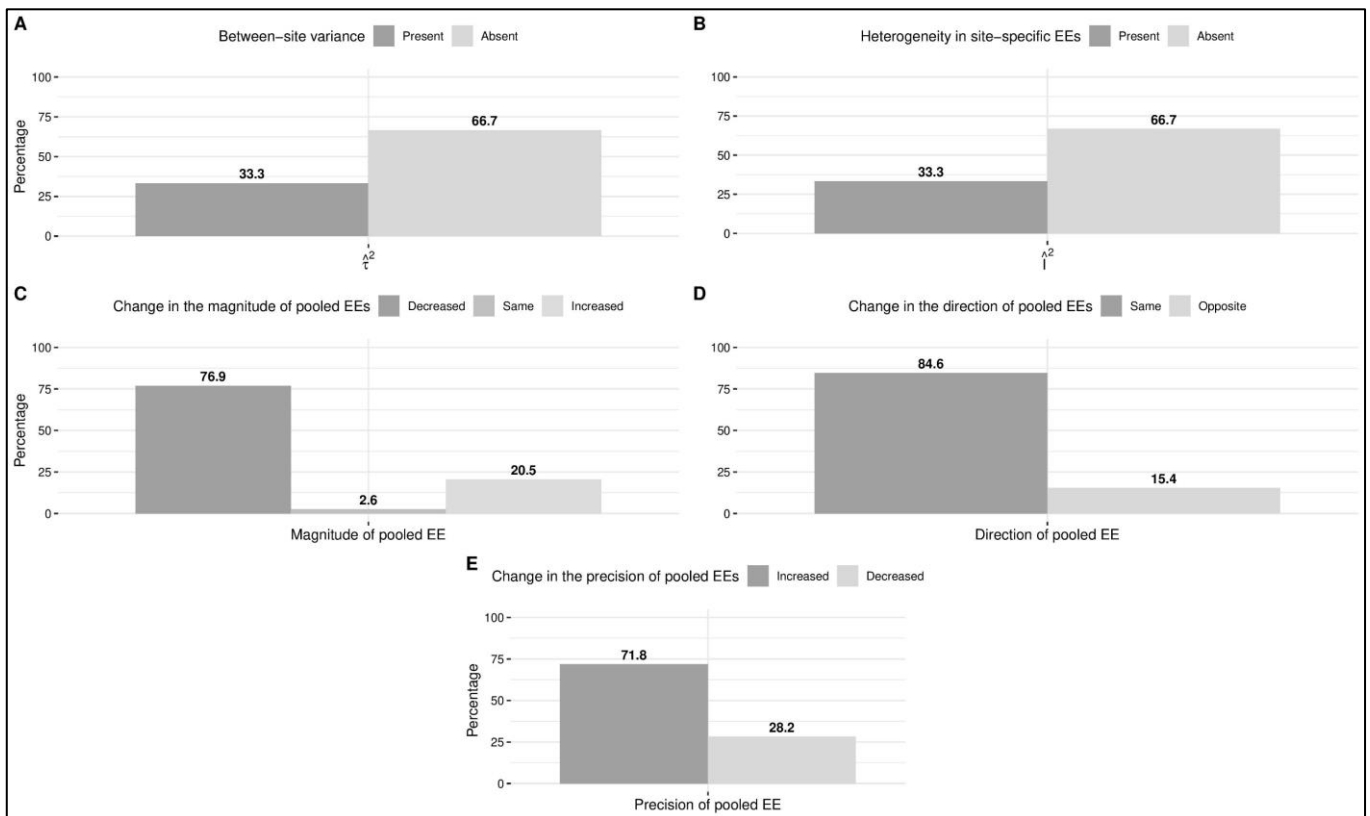 A
Between−site variance Present Absent
Percentage
100
75
50
25
0
33.3
66.7
τ̂²
B
Heterogeneity in site−specific EEs Present Absent
100
75
50
25
0
33.3
66.7
Î²
C
Change in the magnitude of pooled EEs Decreased Same Increased
Percentage
100
75
50
25
0
76.9
2.6
20.5
Magnitude of pooled EE
D
Change in the direction of pooled EEs Same Opposite
100
75
50
25
0
84.6
15.4
Direction of pooled EE
E
Change in the precision of pooled EEs Increased Decreased
Percentage
100
75
50
25
0
71.8
28.2
Precision of pooled EE